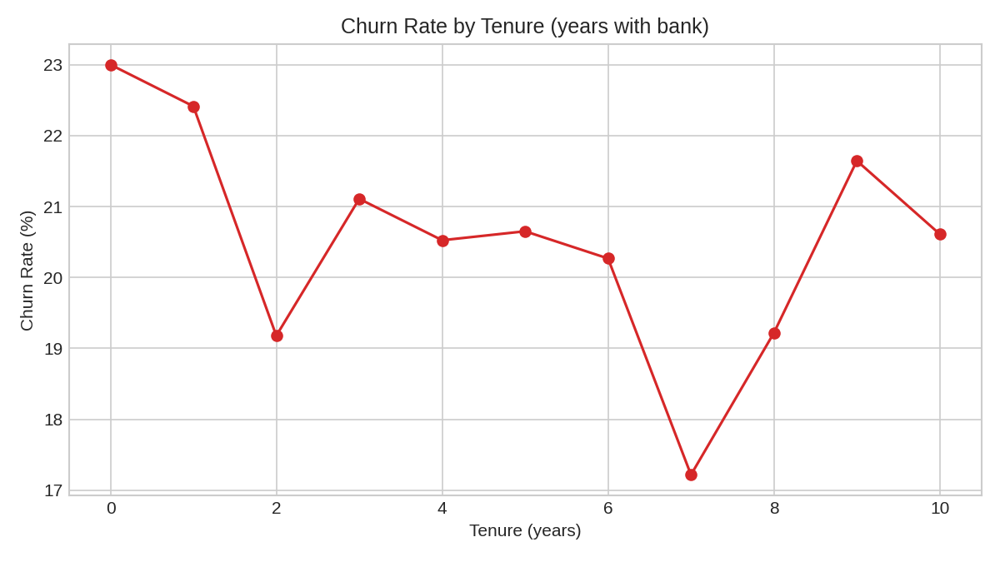 Churn Rate by Tenure (years with bank)
Churn Rate (%)
23
22
21
20
19
18
17
0 2 4 6 8 10
Tenure (years)